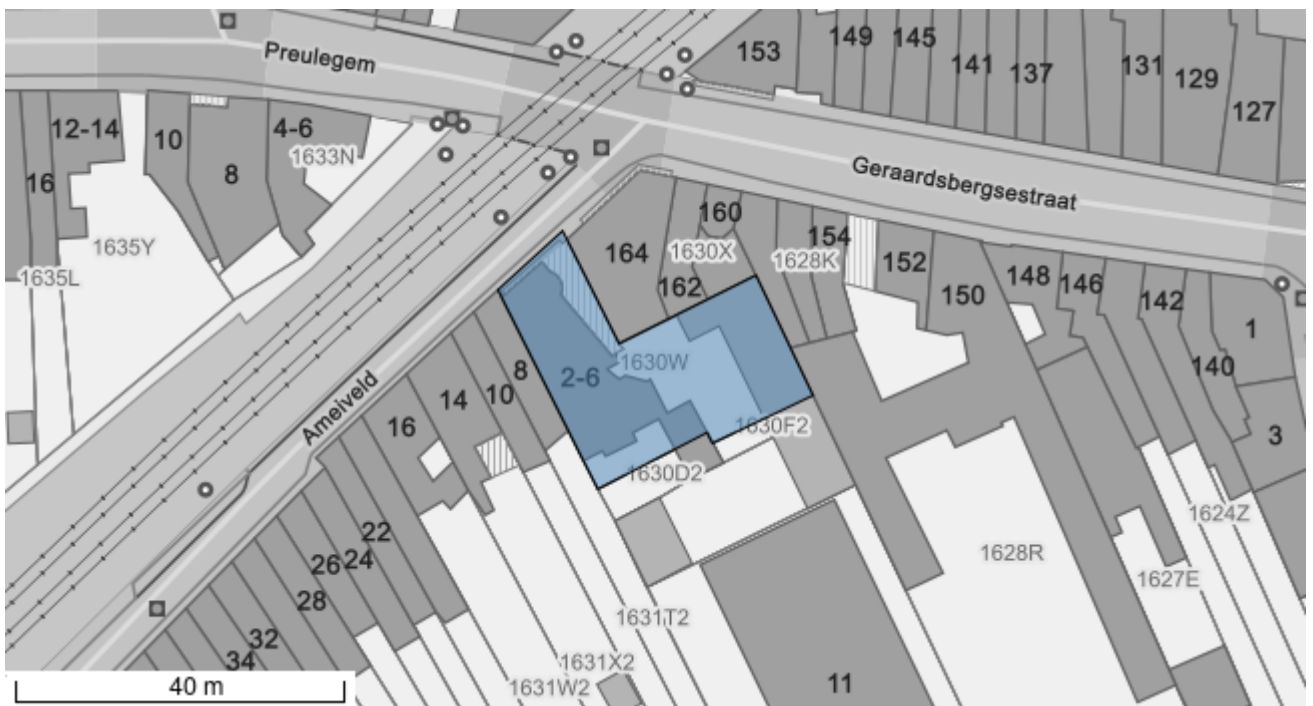 153
149
145
141
137
131
129
127
Preulegem
12-14
10
4-6
8
16
1633N
1635Y
1635L
Geraardsbergsestraat
160
164
1630X
154
1628K
162
152
150
148
146
142
140
1
3
1630W
2-6
8
10
14
16
Ameiveld
1630F2
1630D2
22
24
26
28
32
34
1624Z
1628R
1627E
1631T2
1631X2
1631W2
11
40 m